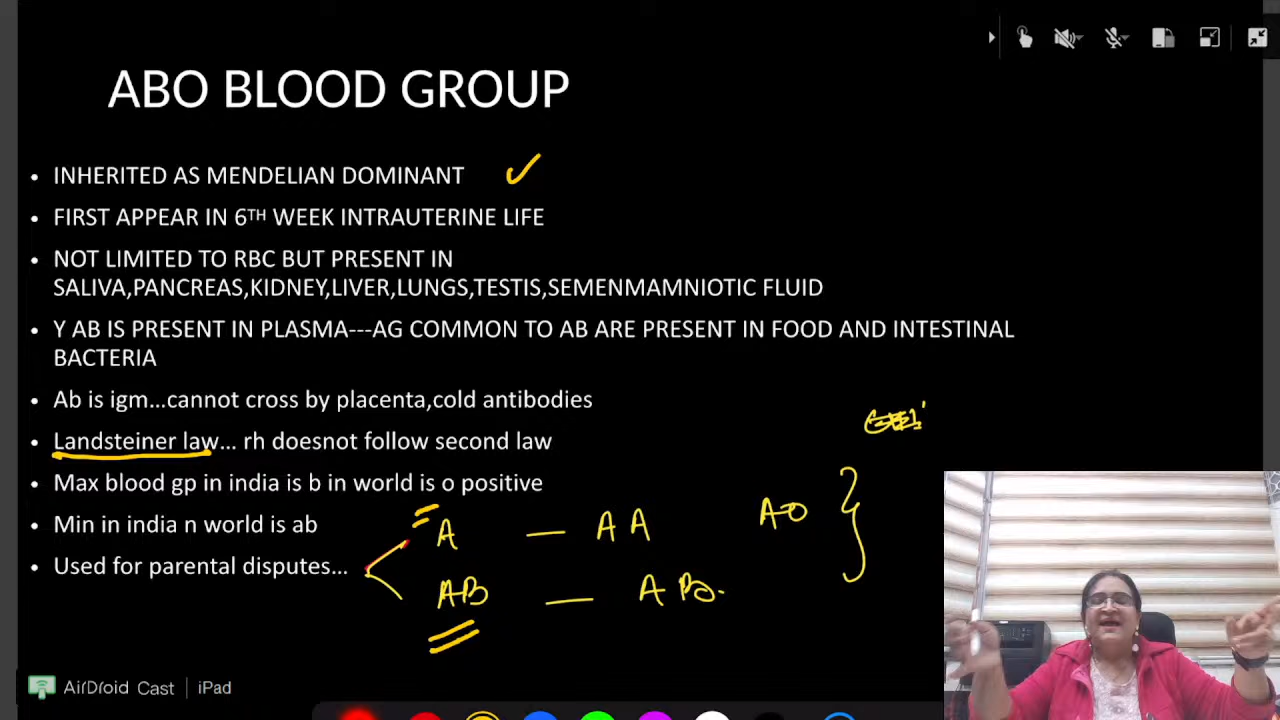 ABO BLOOD GROUP
• INHERITED AS MENDELIAN DOMINANT
• FIRST APPEAR IN 6TH WEEK INTRAUTERINE LIFE
• NOT LIMITED TO RBC BUT PRESENT IN
SALIVA,PANCREAS,KIDNEY,LIVER,LUNGS,TESTIS,SEMENMAMNIOTIC FLUID
• Y AB IS PRESENT IN PLASMA---AG COMMON TO AB ARE PRESENT IN FOOD AND INTESTINAL
BACTERIA
• Ab is igm...cannot cross by placenta,cold antibodies
• Landsteiner law... rh doesnot follow second law
• Max blood gp in india is b in world is o positive
• Min in india n world is ab
A — AA AO
• Used for parental disputes...
AB — AB
AirDroid Cast | iPad